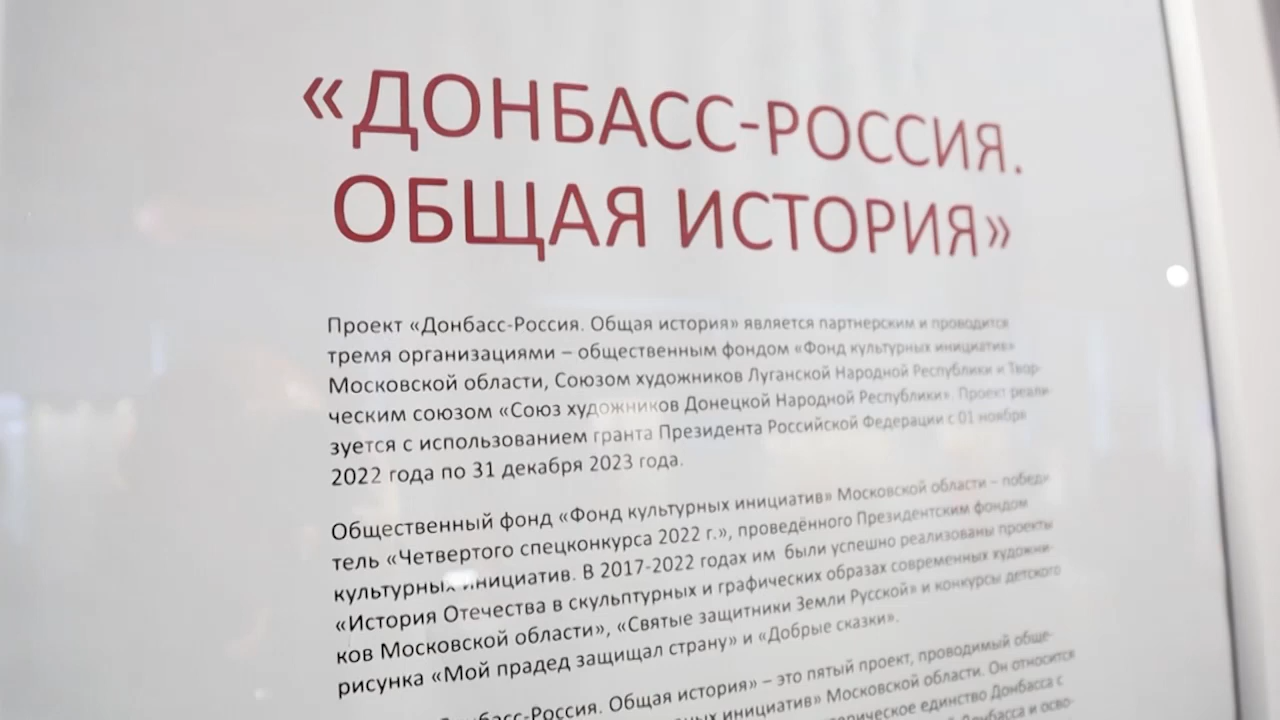 «ДОНБАСС-РОССИЯ.
ОБЩАЯ ИСТОРИЯ»
Проект «Донбасс-Россия. Общая история» является партнерским и проводится
тремя организациями – общественным фондом «Фонд культурных инициатив»
Московской области, Союзом художников Луганской Народной Республики и Твор-
ческим союзом «Союз художников Донецкой Народной Республики». Проект реали-
зуется с использованием гранта Президента Российской Федерации с 01 ноября
2022 года по 31 декабря 2023 года.
Общественный фонд «Фонд культурных инициатив» Московской области – победи-
тель «Четвертого спецконкурса 2022 г.», проведённого Президентским фондом
культурных инициатив. В 2017-2022 годах им были успешно реализованы проекты
«История Отечества в скульптурных и графических образах современных художни-
ков Московской области», «Святые защитники Земли Русской» и конкурсы детского
рисунка «Мой прадед защищал страну» и «Добрые сказки».
Донбасс-Россия. Общая история» – это пятый проект, проводимый обще-
инициатив» Московской области. Он относится
единство Донбасса с
Донбасса и осво-